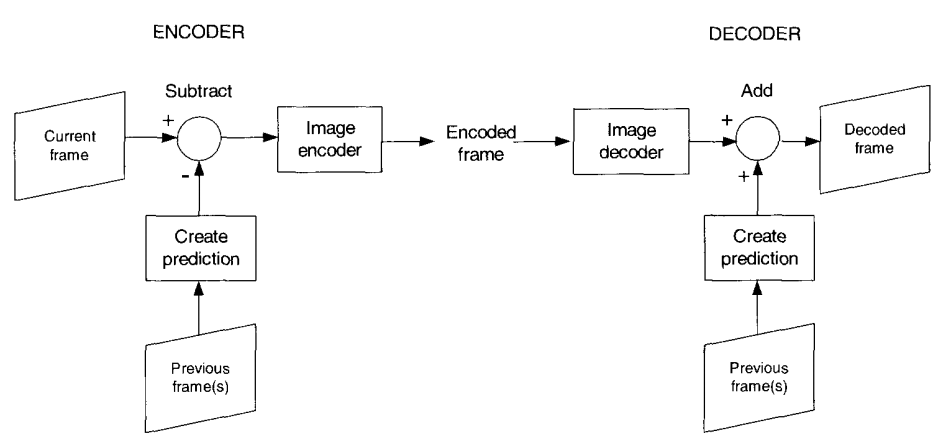 ENCODER
DECODER
Subtract
Add
+
+
Current
frame
Image
encoder
Encoded
frame
Image
decoder
Decoded
frame
-
+
Create
prediction
Create
prediction
Previous
frame(s)
Previous
frame(s)